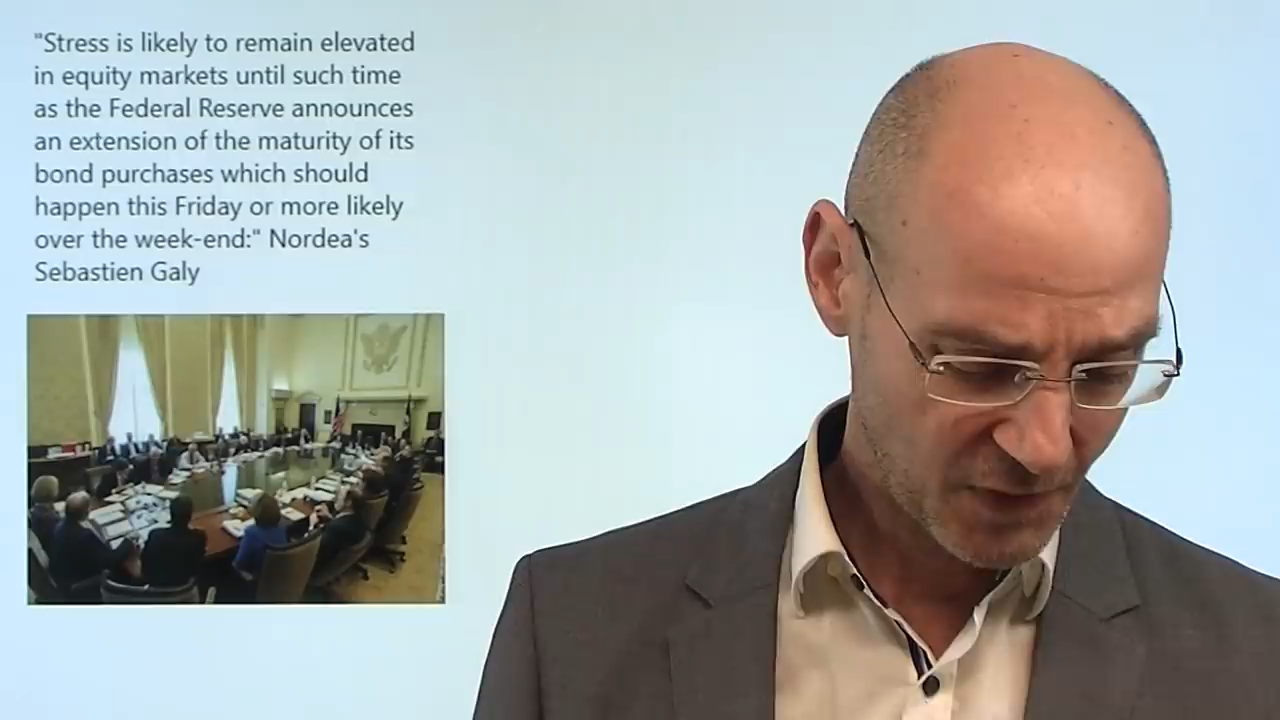 "Stress is likely to remain elevated
in equity markets until such time
as the Federal Reserve announces
an extension of the maturity of its
bond purchases which should
happen this Friday or more likely
over the week-end:" Nordea's
Sebastien Galy